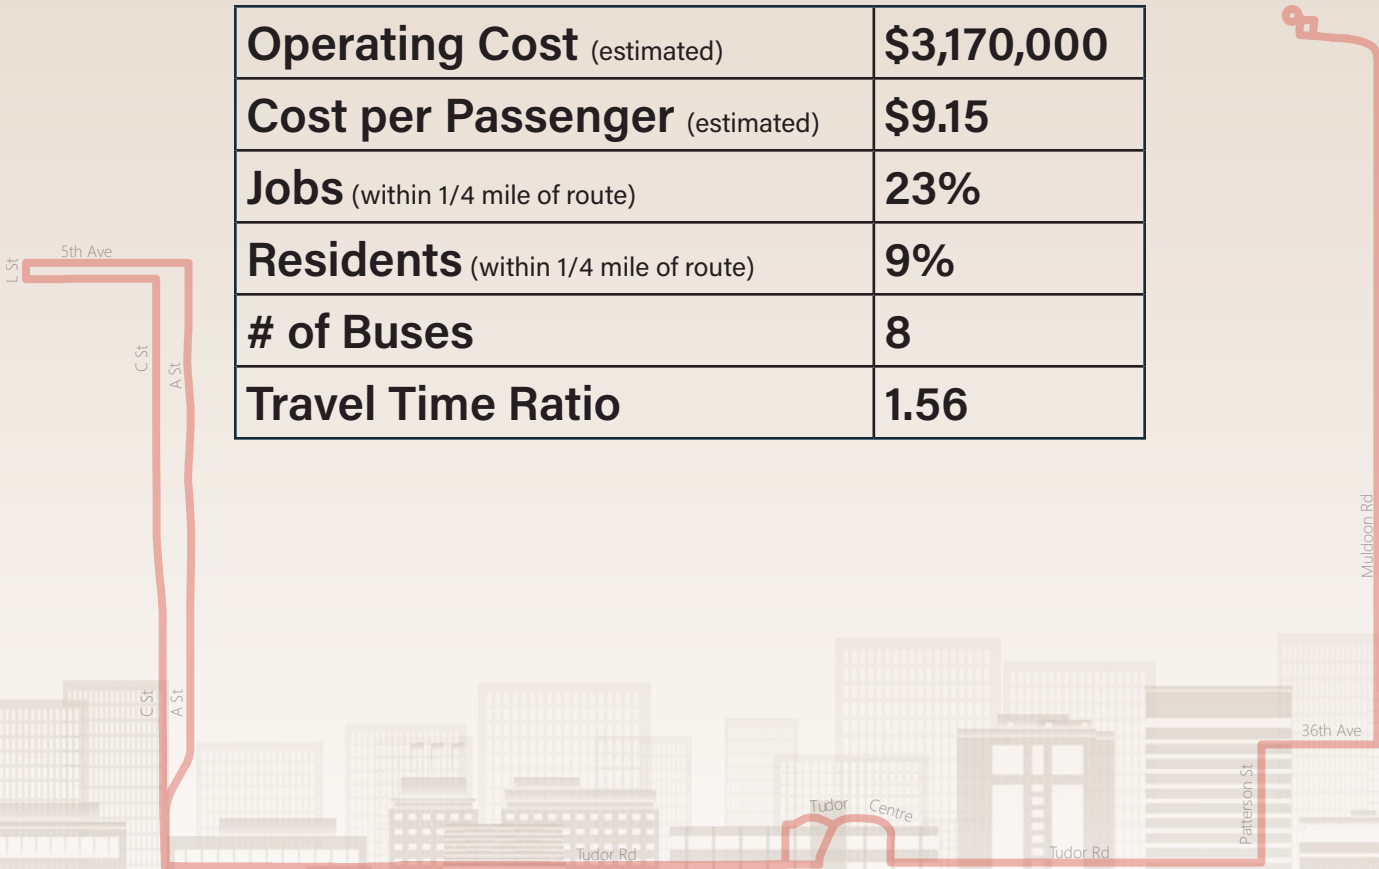 Operating Cost (estimated) $3,170,000
Cost per Passenger (estimated) $9.15
Jobs (within 1/4 mile of route) 23%
Residents (within 1/4 mile of route) 9%
# of Buses 8
Travel Time Ratio 1.56
5th Ave
L St
C St
A St
Muldoon Rd
C St
A St
36th Ave
Patterson St
Tudor Centre
Tudor Rd
Tudor Rd